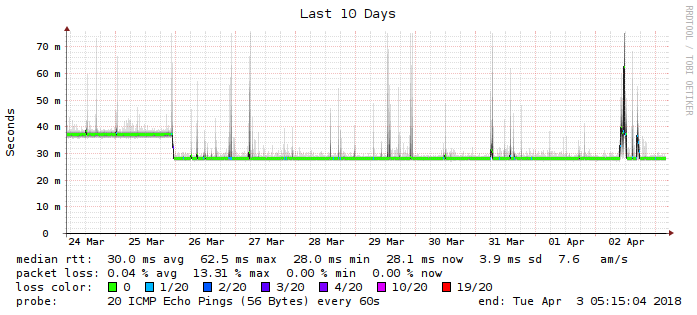 Last 10 Days
RRDTOOL / TOBI OETIKER
Seconds
70 m
60 m
50 m
40 m
30 m
20 m
10 m
0
24 Mar 25 Mar 26 Mar 27 Mar 28 Mar 29 Mar 30 Mar 31 Mar 01 Apr 02 Apr
median rtt: 30.0 ms avg 62.5 ms max 28.0 ms min 28.1 ms now 3.9 ms sd 7.6 am/s
packet loss: 0.04 % avg 13.31 % max 0.00 % min 0.00 % now
loss color: 0 1/20 2/20 3/20 4/20 10/20 19/20
probe: 20 ICMP Echo Pings (56 Bytes) every 60s end: Tue Apr 3 05:15:04 2018